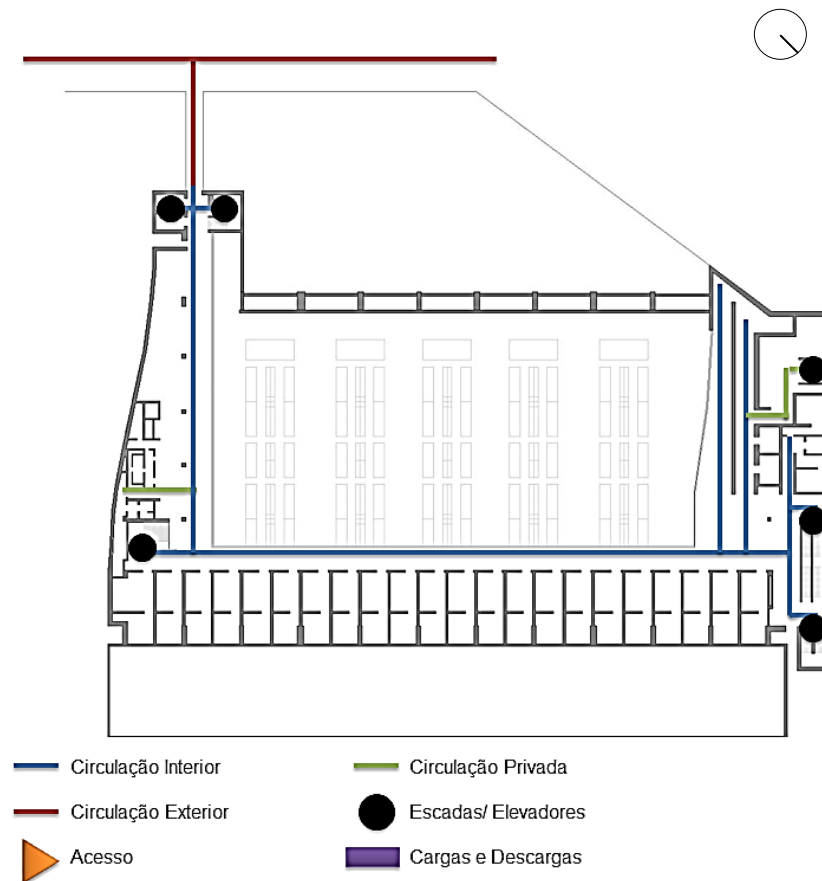 Circulação Interior
Circulação Privada
Circulação Exterior
Escadas/ Elevadores
Acesso
Cargas e Descargas